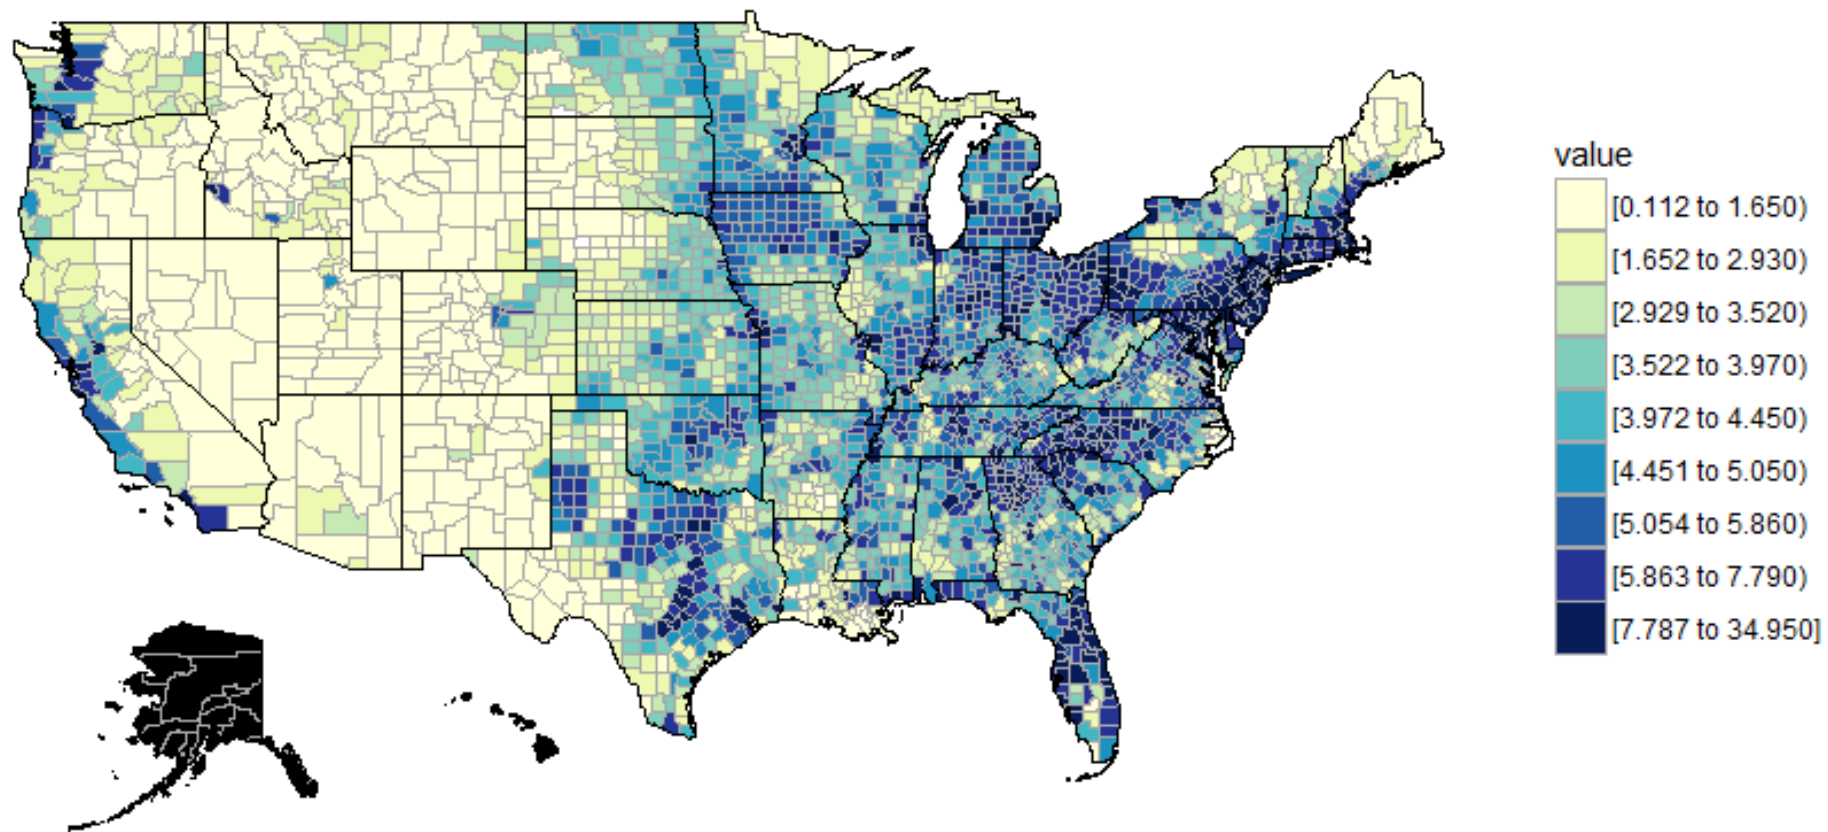 value
[0.112 to 1.650)
[1.652 to 2.930)
[2.929 to 3.520)
[3.522 to 3.970)
[3.972 to 4.450)
[4.451 to 5.050)
[5.054 to 5.860)
[5.863 to 7.790)
[7.787 to 34.950]